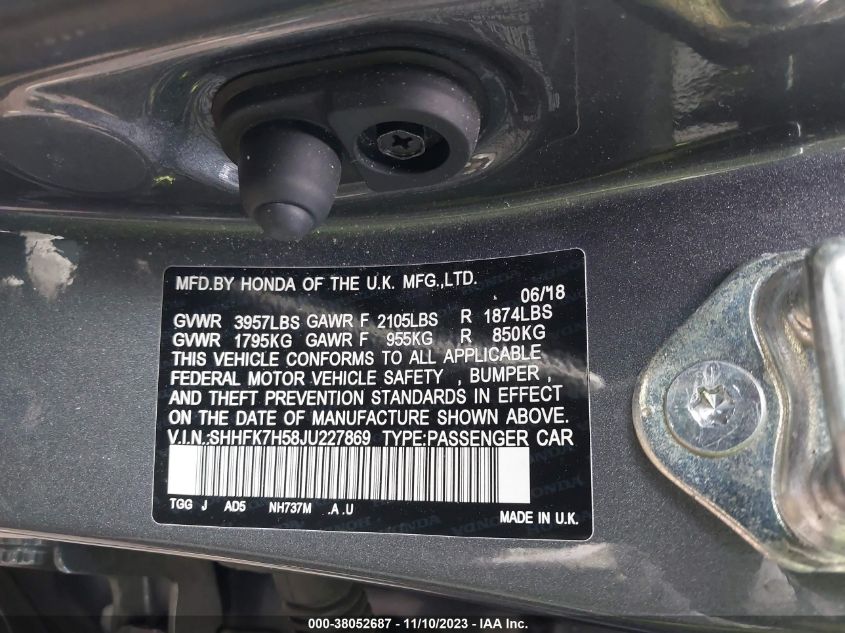 MFD.BY HONDA OF THE U.K. MFG.,LTD.
06/18
GVWR 3957LBS GAWR F 2105LBS R 1874LBS
GVWR 1795KG GAWR F 955KG R 850KG
THIS VEHICLE CONFORMS TO ALL APPLICABLE
FEDERAL MOTOR VEHICLE SAFETY , BUMPER ,
AND THEFT PREVENTION STANDARDS IN EFFECT
ON THE DATE OF MANUFACTURE SHOWN ABOVE.
V.I.N.:SHHFK7H58JU227869 TYPE:PASSENGER CAR
TGG J AD5 NH737M .A .U
MADE IN U.K.
000-38052687 - 11/10/2023 - IAA Inc.